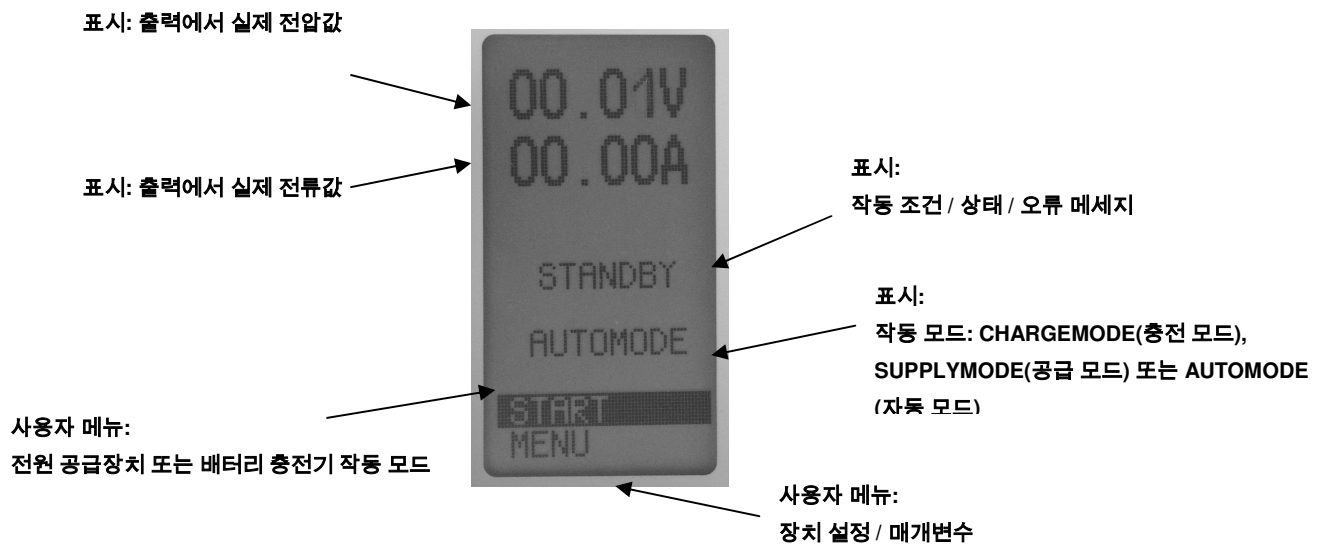 표시: 출력에서 실제 전압값
00.01V
00.00A
표시: 출력에서 실제 전류값
표시:
작동 조건 / 상태 / 오류 메세지
STANDBY
표시:
작동 모드: CHARGEMODE(충전 모드),
SUPPLYMODE(공급 모드) 또는 AUTOMODE
(자동 모드)
AUTOMODE
START
MENU
사용자 메뉴:
전원 공급장치 또는 배터리 충전기 작동 모드
사용자 메뉴:
장치 설정 / 매개변수